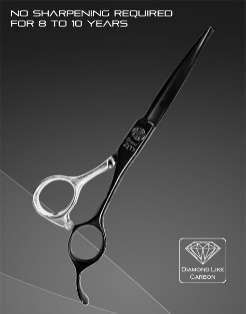 NO SHARPENING REQUIRED
FOR 8 TO 10 YEARS
DIAMOND LIKE
CARBON